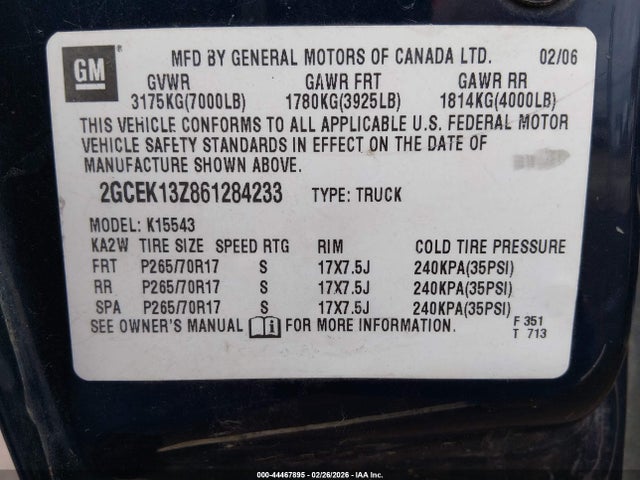 GM
MFD BY GENERAL MOTORS OF CANADA LTD. 02/06
GVWR GAWR FRT GAWR RR
3175KG(7000LB) 1780KG(3925LB) 1814KG(4000LB)
THIS VEHICLE CONFORMS TO ALL APPLICABLE U.S. FEDERAL MOTOR
VEHICLE SAFETY STANDARDS IN EFFECT ON THE DATE OF
MANUFACTURE SHOWN ABOVE.
2GCEK13Z861284233 TYPE: TRUCK
MODEL: K15543
KA2W TIRE SIZE SPEED RTG RIM COLD TIRE PRESSURE
FRT P265/70R17 S 17X7.5J 240KPA(35PSI)
RR P265/70R17 S 17X7.5J 240KPA(35PSI)
SPA P265/70R17 S 17X7.5J 240KPA(35PSI)
SEE OWNER'S MANUAL FOR MORE INFORMATION.
F 351
T 713
000-44467895 - 02/26/2026 - IAA Inc.